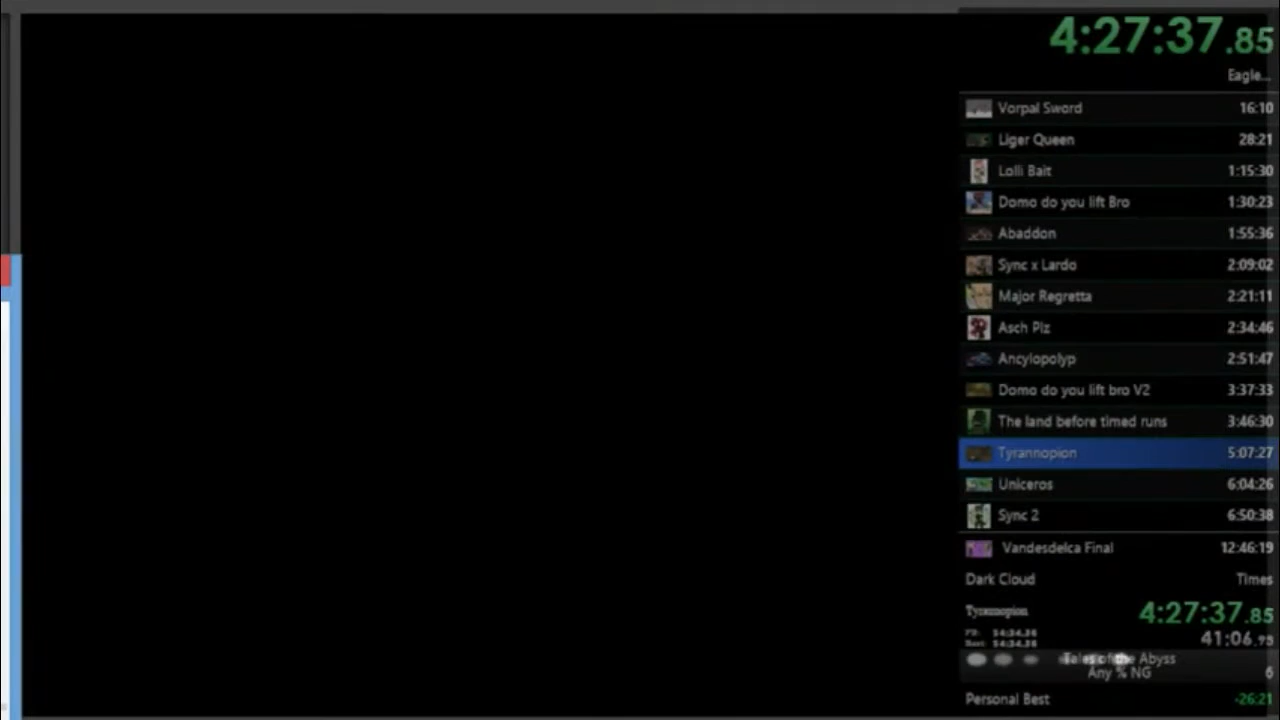 4:27:37.85
Eagle...
Vorpal Sword 16:10
Liger Queen 28:21
Lolli Bait 1:15:30
Domo do you lift Bro 1:30:23
Abaddon 1:55:36
Sync x Lardo 2:09:02
Major Regretta 2:21:11
Asch Plz 2:34:46
Ancylopolyp 2:51:47
Domo do you lift bro V2 3:37:33
The land before timed runs 3:46:30
Tyrannopion 5:07:27
Uniceros 6:04:26
Sync 2 6:50:38
Vandesdelca Final 12:46:19
Dark Cloud Times
Tyrannopion 4:27:37.85
41:06
Tales of the Abyss
Any % NG 6
Personal Best -26:21